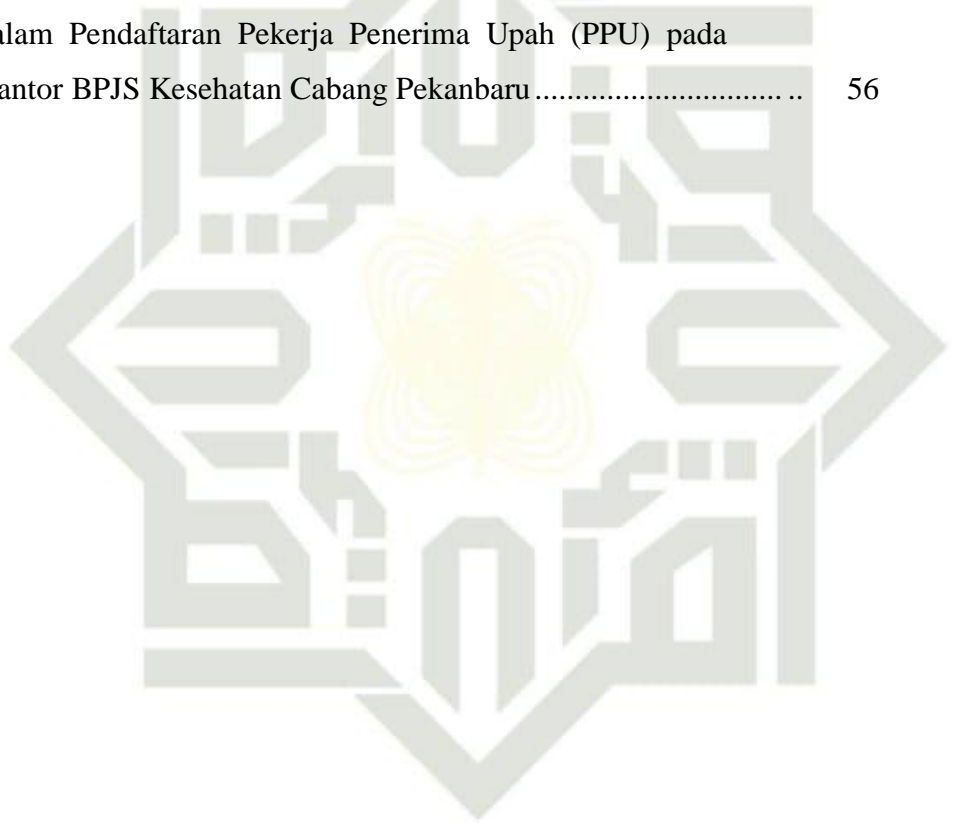 alam Pendaftaran Pekerja Penerima Upah (PPU) pada
antor BPJS Kesehatan Cabang Pekanbaru ............................... .. 56